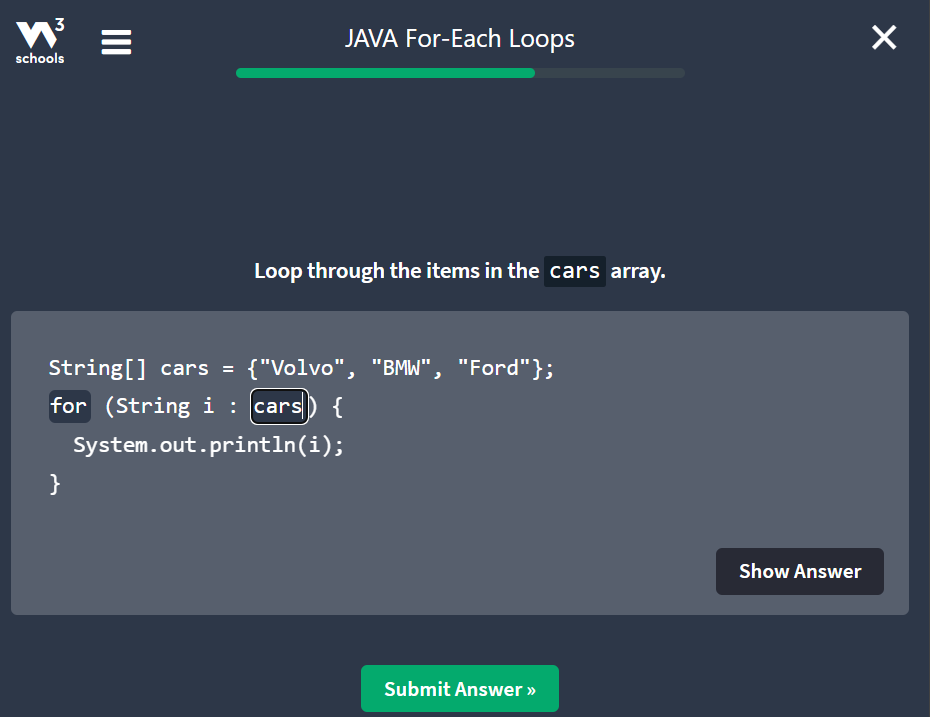 3
schools
JAVA For-Each Loops
Loop through the items in the cars array.
String[] cars = {"Volvo", "BMW", "Ford"};
for (String i : cars) {
  System.out.println(i);
}
Show Answer
Submit Answer »